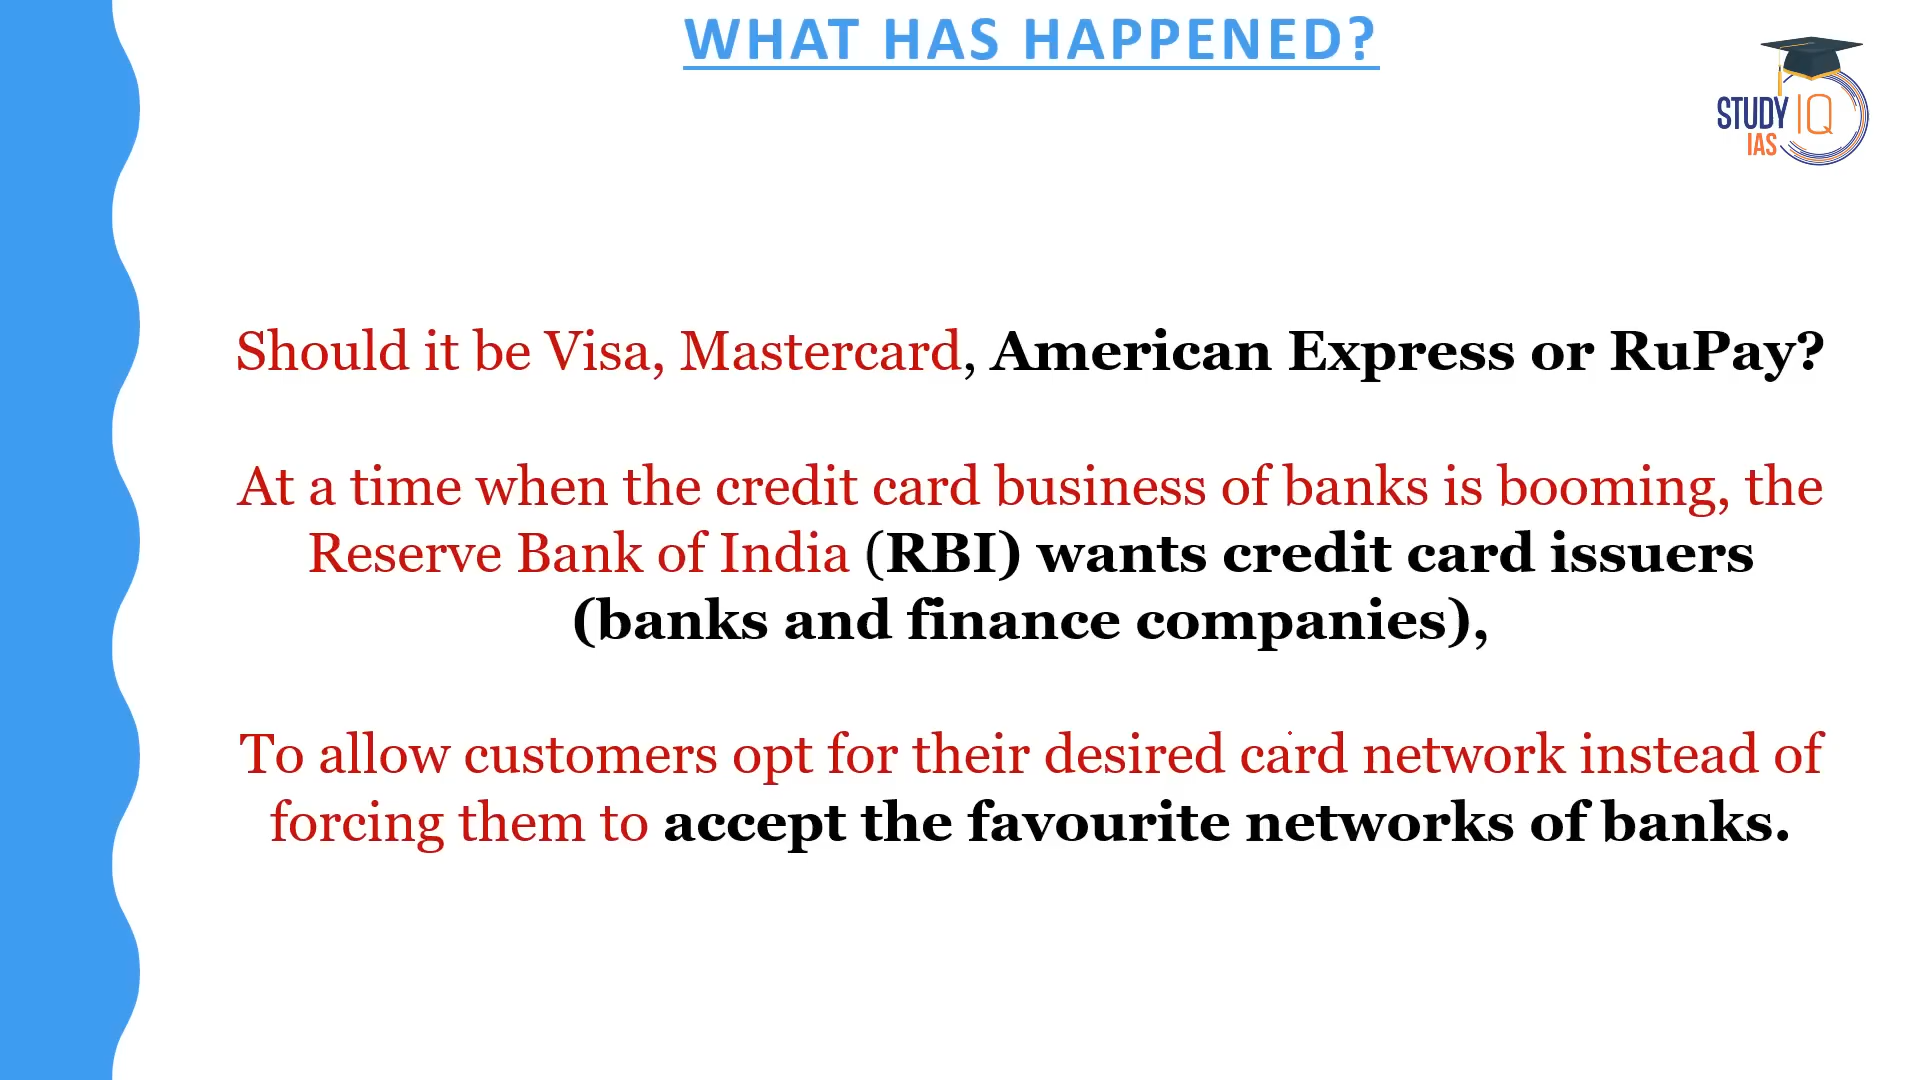 WHAT HAS HAPPENED?
STUDY IQ
IAS
Should it be Visa, Mastercard, American Express or RuPay?
At a time when the credit card business of banks is booming, the
Reserve Bank of India (RBI) wants credit card issuers
(banks and finance companies),
To allow customers opt for their desired card network instead of
forcing them to accept the favourite networks of banks.